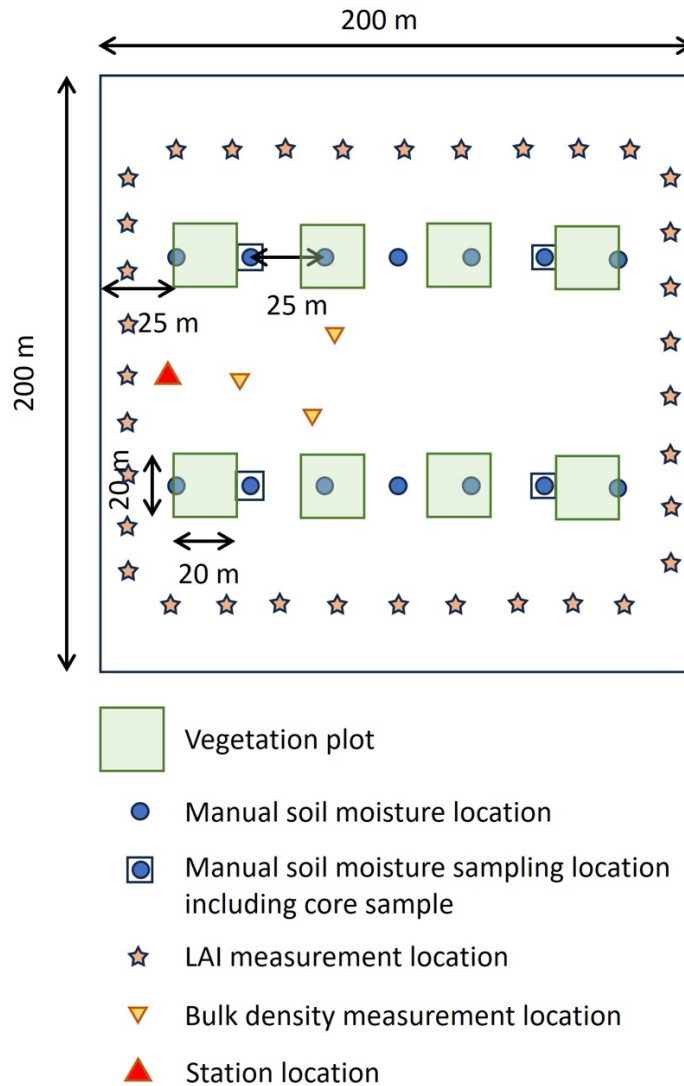 200 m
200 m
25 m
25 m
20 m
20 m
Vegetation plot
Manual soil moisture location
Manual soil moisture sampling location
including core sample
LAI measurement location
Bulk density measurement location
Station location